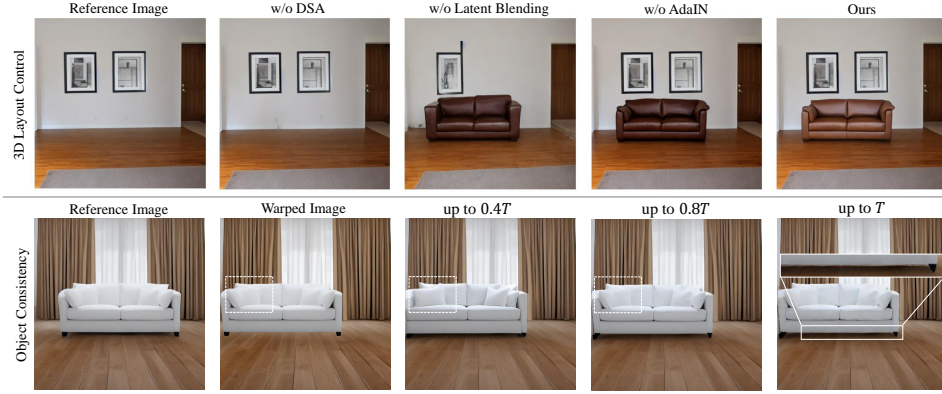 Reference Image
w/o DSA
w/o Latent Blending
w/o AdaIN
Ours
3D Layout Control
Reference Image
Warped Image
up to 0.4T
up to 0.8T
up to T
Object Consistency